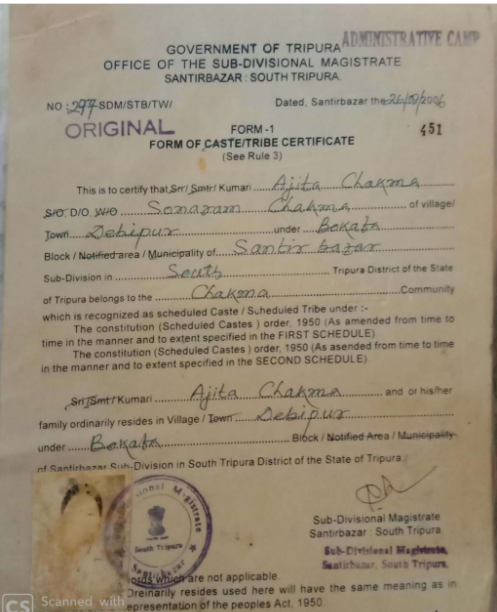 ADMINISTRATIVE CAMP
GOVERNMENT OF TRIPURA
OFFICE OF THE SUB-DIVISIONAL MAGISTRATE
SANTIRBAZAR : SOUTH TRIPURA.
NO : 297-SDM/STB/TW/ Dated, Santirbazar the 26/09/2006
ORIGINAL FORM -1 451
FORM OF CASTE/TRIBE CERTIFICATE
(See Rule 3)
This is to certify that Sri/ Smt/ Kumari Ajita Chakma
S/O. D/O. W/O Sonaram Chakma of village/
Town Debipur under Bokafa
Block / Notified area / Municipality of Santir bazar
Sub-Division in South Tripura District of the State
of Tripura belongs to the Chakma Community
which is recognized as scheduled Caste / Scheduled Tribe under :-
The constitution (Scheduled Castes ) order, 1950 (As amended from time to
time in the manner and to extent specified in the FIRST SCHEDULE)
The constitution (Scheduled Castes ) order, 1950 (As asended from time to time
in the manner and to extent specified in the SECOND SCHEDULE)
Sri/Smt/ Kumari Ajita Chakma and or his/her
family ordinarily resides in Village / Town Debipur
under Bokafa Block / Notified Area / Municipality
of Santirbazar Sub-Division in South Tripura District of the State of Tripura.
Sub-Divisional Magistrate
Santirbazar : South Tripura
Sub-Divisional Magistrate,
Santirbazar, South Tripura.
South Tripura
Santirbazar
which are not applicable.
Oreinarily resides used here will have the same meaning as in
epresentation of the peoples Act, 1950
CS Scanned with